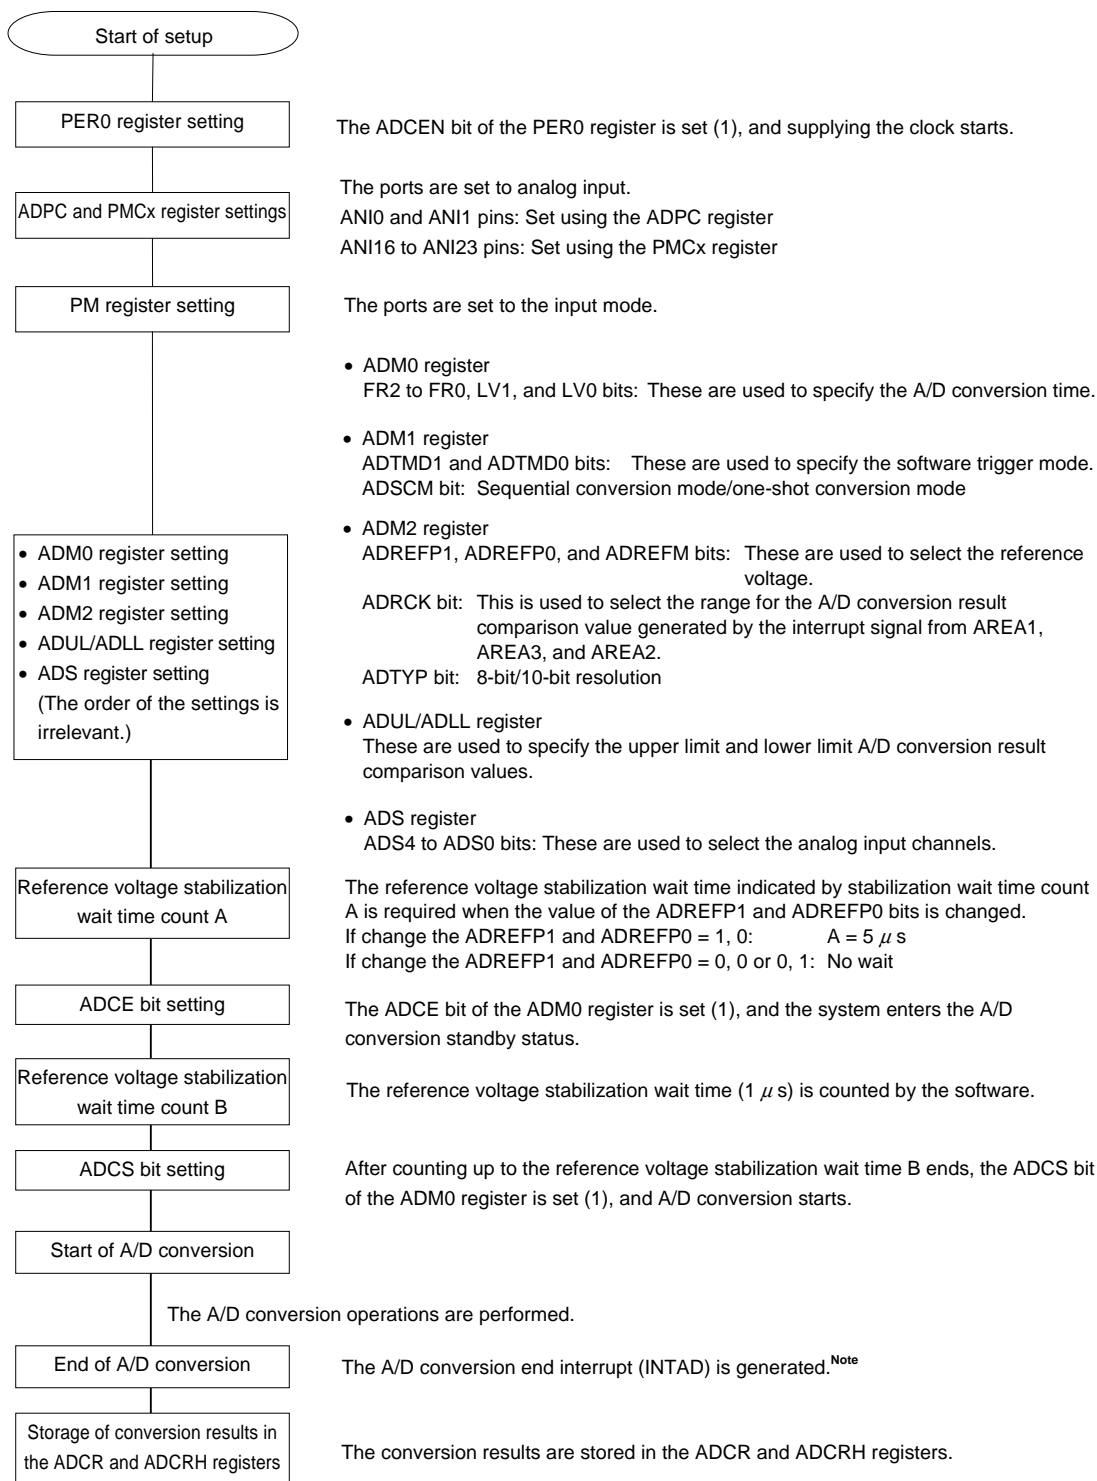 Start of setup
PER0 register setting
The ADCEN bit of the PER0 register is set (1), and supplying the clock starts.
ADPC and PMCx register settings
The ports are set to analog input.
ANI0 and ANI1 pins: Set using the ADPC register
ANI16 to ANI23 pins: Set using the PMCx register
PM register setting
The ports are set to the input mode.
• ADM0 register setting
• ADM1 register setting
• ADM2 register setting
• ADUL/ADLL register setting
• ADS register setting
(The order of the settings is
irrelevant.)
• ADM0 register
FR2 to FR0, LV1, and LV0 bits: These are used to specify the A/D conversion time.
• ADM1 register
ADTMD1 and ADTMD0 bits: These are used to specify the software trigger mode.
ADSCM bit: Sequential conversion mode/one-shot conversion mode
• ADM2 register
ADREFP1, ADREFP0, and ADREFM bits: These are used to select the reference
voltage.
ADRCK bit: This is used to select the range for the A/D conversion result
comparison value generated by the interrupt signal from AREA1,
AREA3, and AREA2.
ADTYP bit: 8-bit/10-bit resolution
• ADUL/ADLL register
These are used to specify the upper limit and lower limit A/D conversion result
comparison values.
• ADS register
ADS4 to ADS0 bits: These are used to select the analog input channels.
Reference voltage stabilization
wait time count A
The reference voltage stabilization wait time indicated by stabilization wait time count
A is required when the value of the ADREFP1 and ADREFP0 bits is changed.
If change the ADREFP1 and ADREFP0 = 1, 0: A = 5 μ s
If change the ADREFP1 and ADREFP0 = 0, 0 or 0, 1: No wait
ADCE bit setting
The ADCE bit of the ADM0 register is set (1), and the system enters the A/D
conversion standby status.
Reference voltage stabilization
wait time count B
The reference voltage stabilization wait time (1 μ s) is counted by the software.
ADCS bit setting
After counting up to the reference voltage stabilization wait time B ends, the ADCS bit
of the ADM0 register is set (1), and A/D conversion starts.
Start of A/D conversion
The A/D conversion operations are performed.
End of A/D conversion
The A/D conversion end interrupt (INTAD) is generated.Note
Storage of conversion results in
the ADCR and ADCRH registers
The conversion results are stored in the ADCR and ADCRH registers.